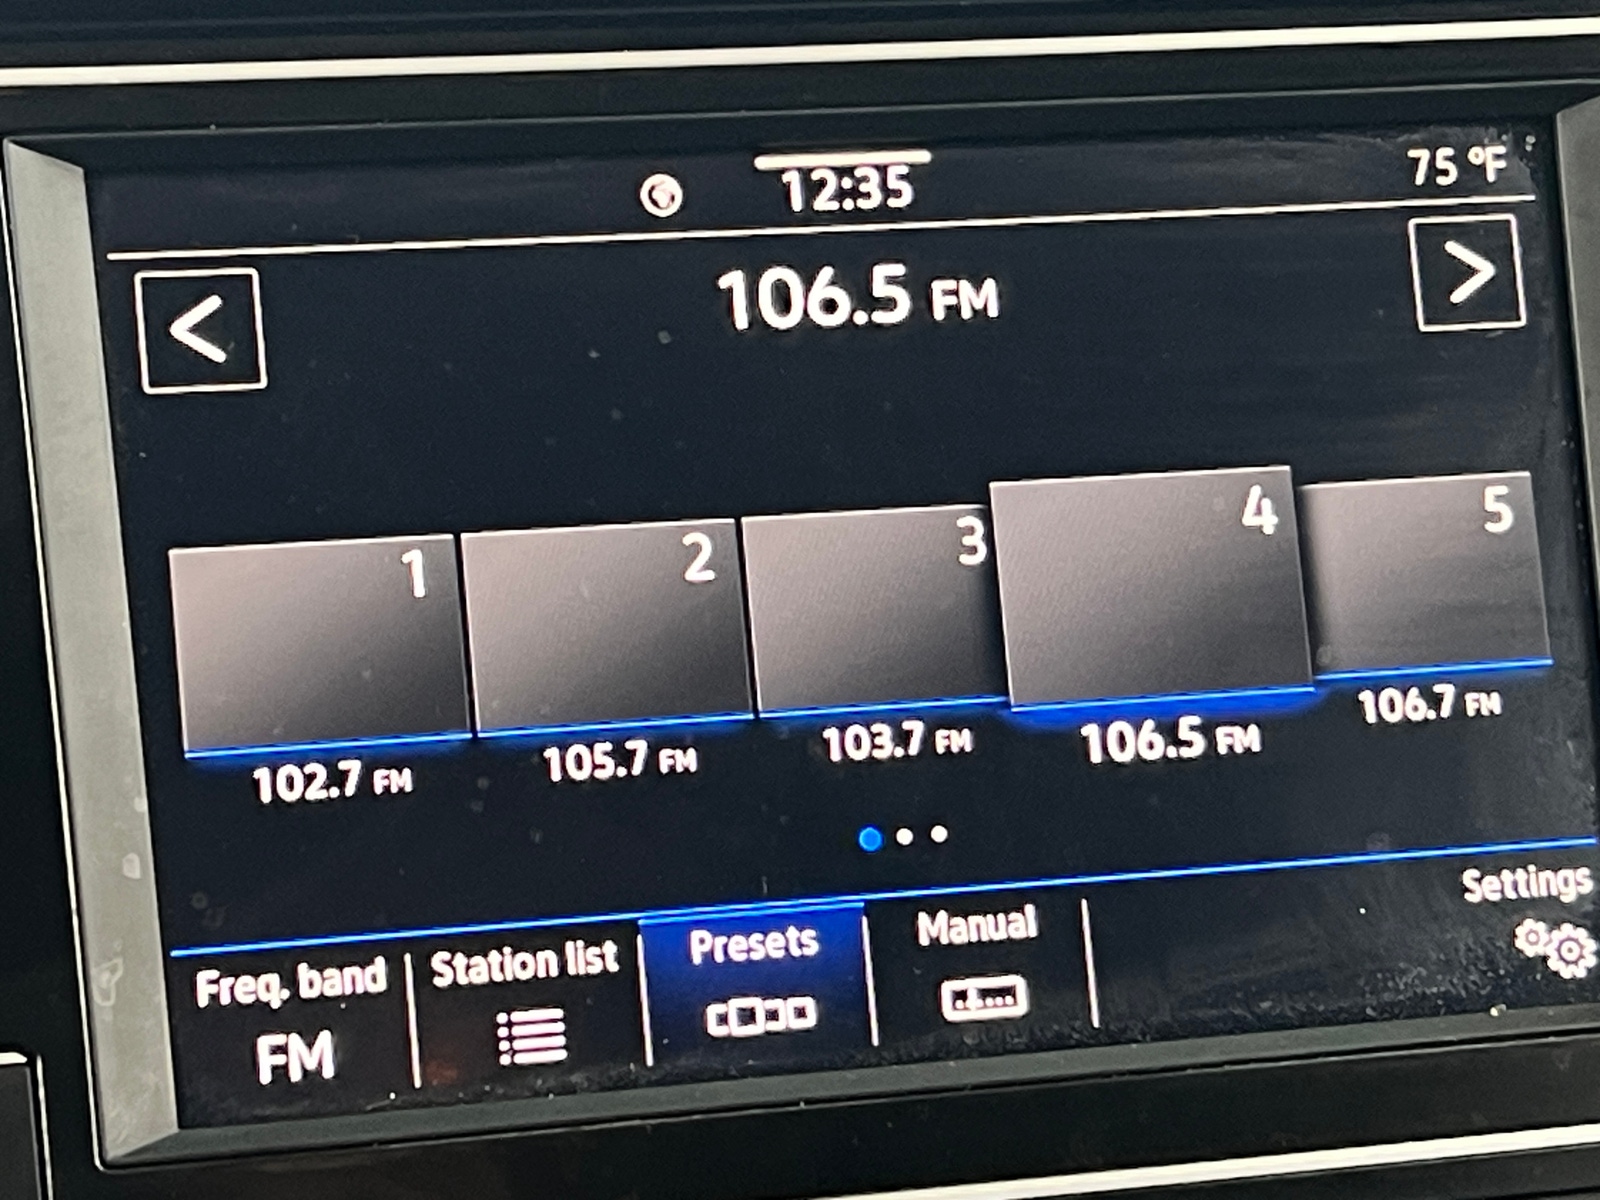 12:35
75 °F
<
106.5 FM
>
1
2
3
4
5
102.7 FM
105.7 FM
103.7 FM
106.5 FM
106.7 FM
Freq. band
FM
Station list
Presets
Manual
Settings